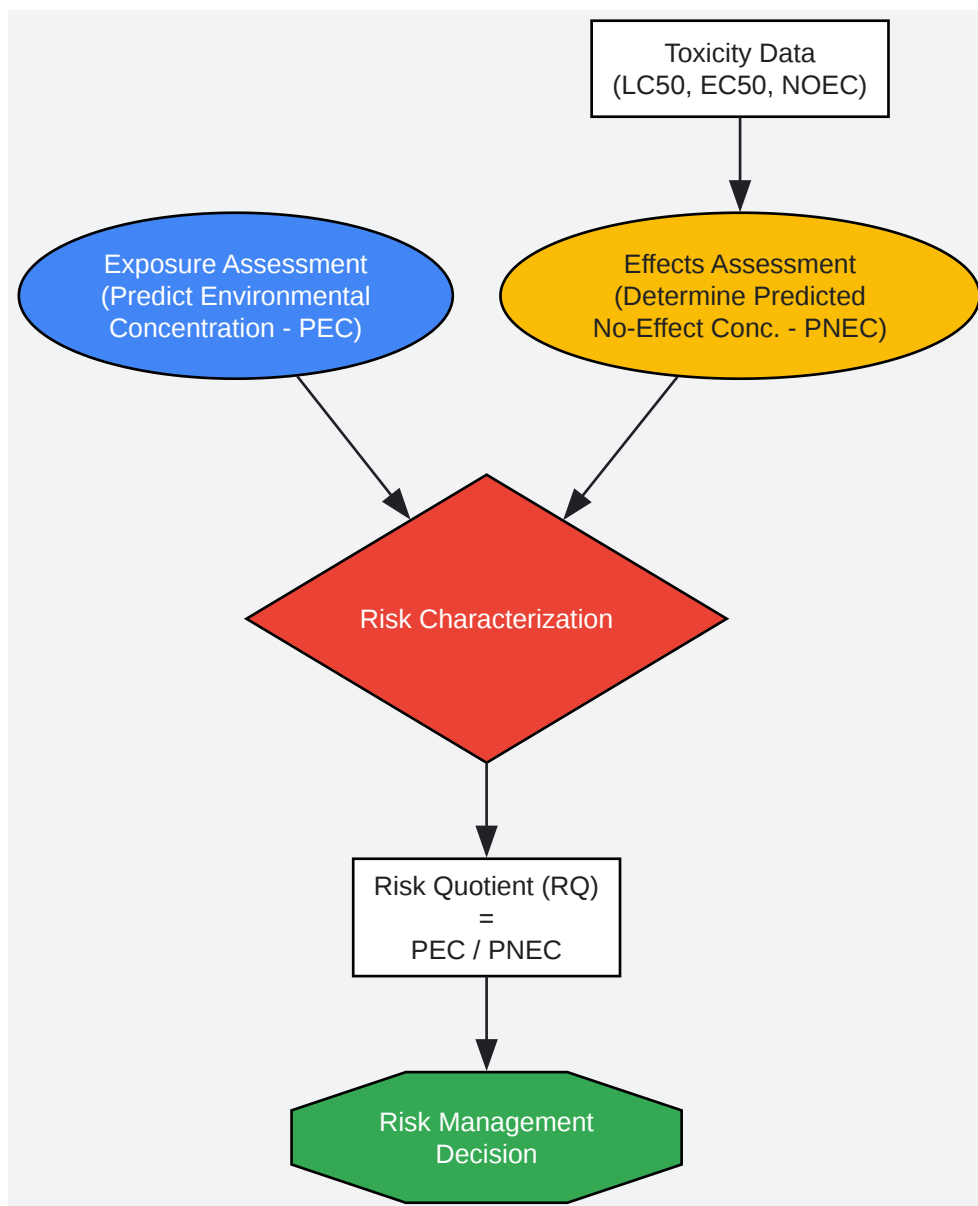 Toxicity Data
(LC50, EC50, NOEC)
Exposure Assessment
(Predict Environmental
Concentration - PEC)
Effects Assessment
(Determine Predicted
No-Effect Conc. - PNEC)
Risk Characterization
Risk Quotient (RQ)
=
PEC / PNEC
Risk Management
Decision